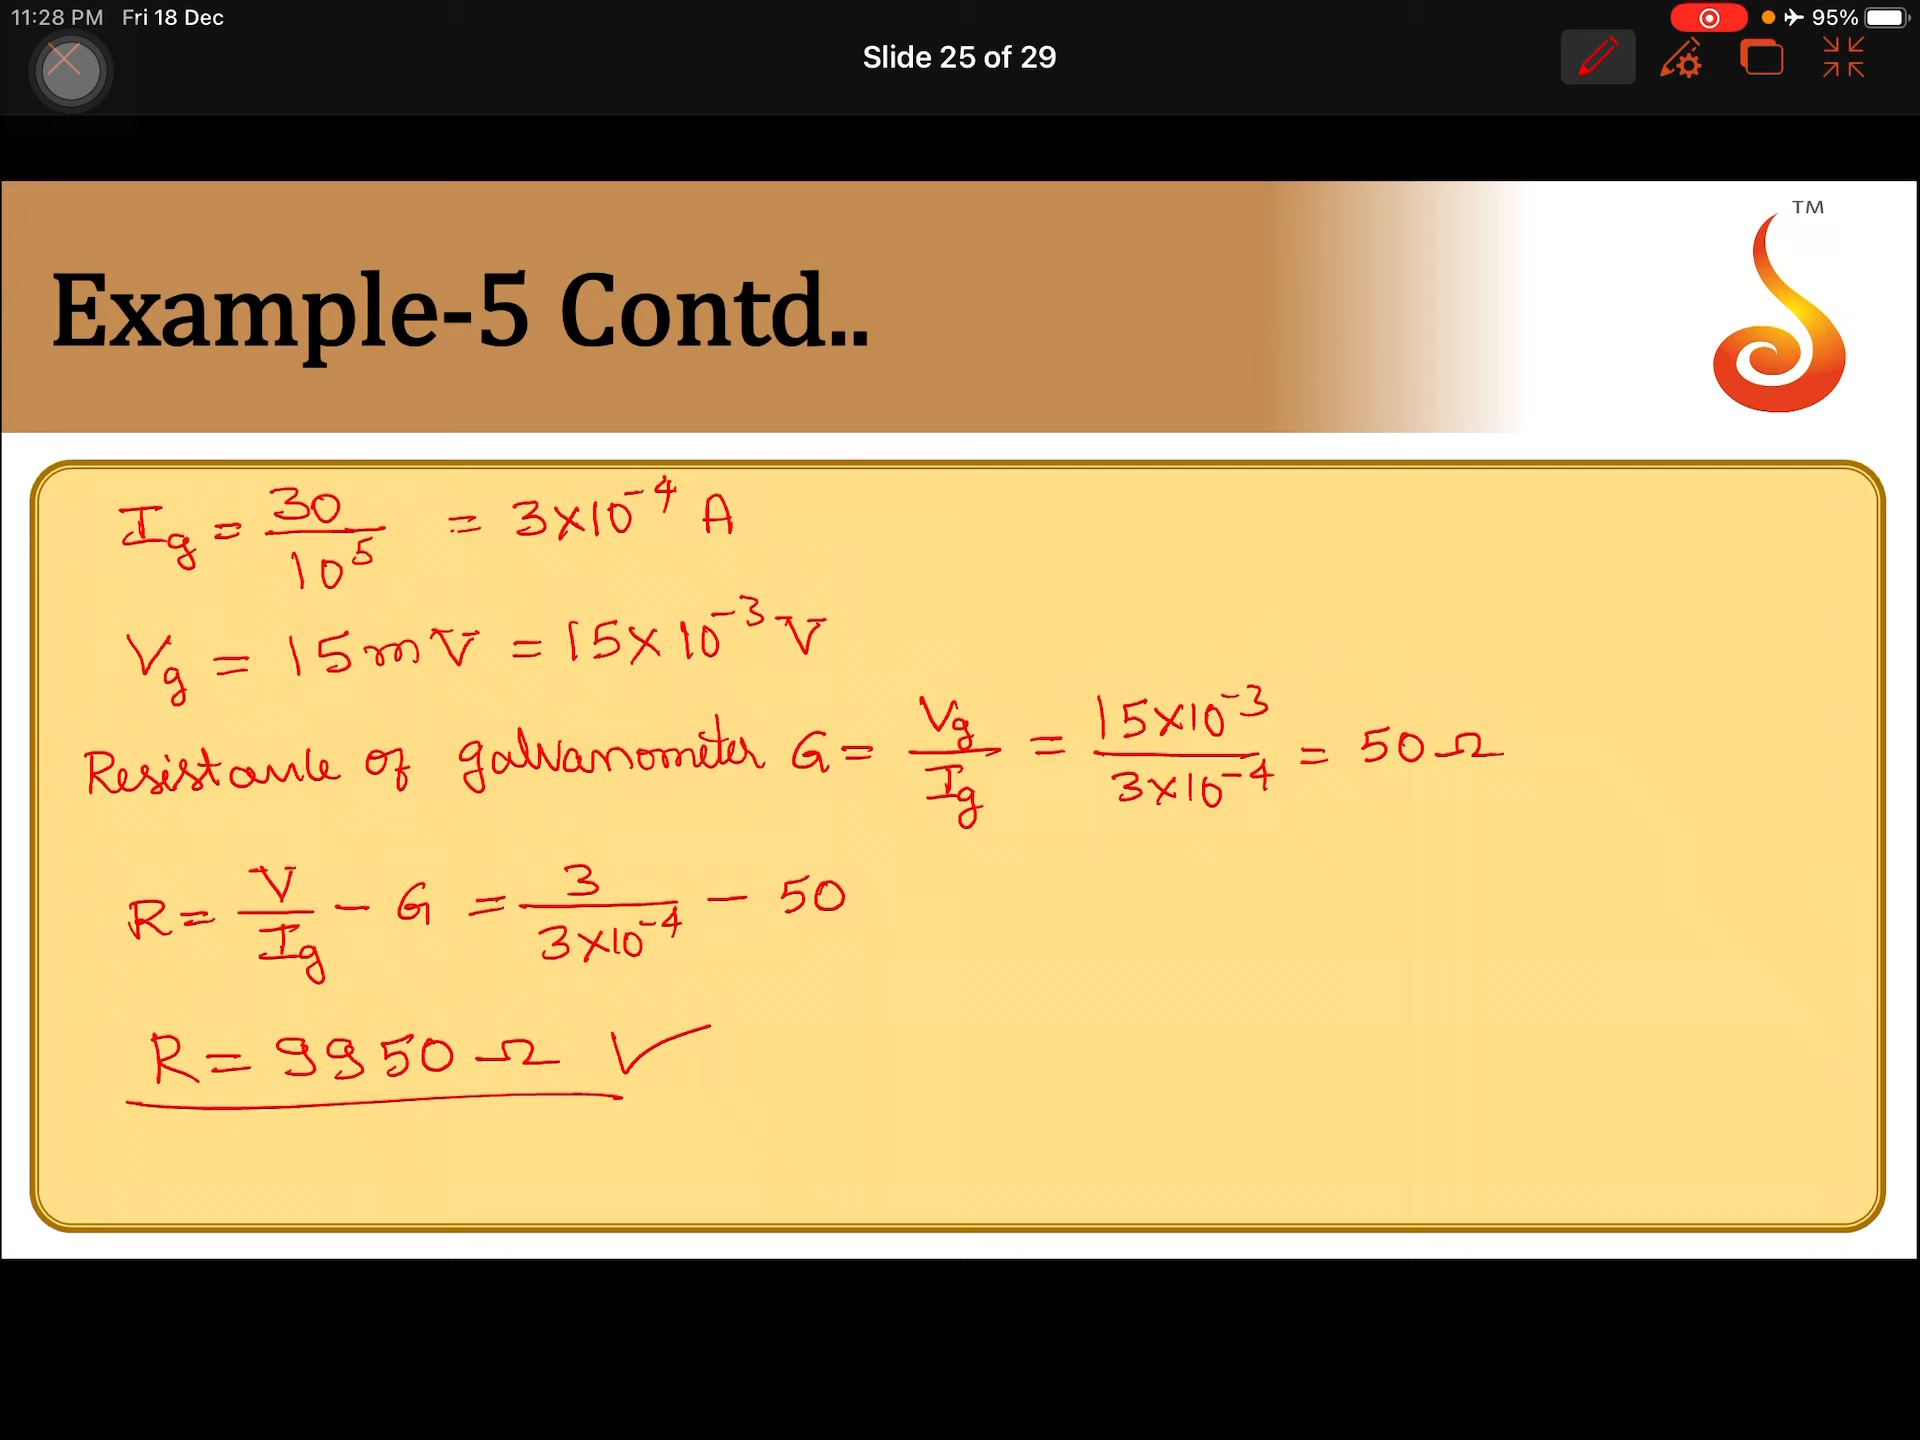 11:28 PM Fri 18 Dec
95%
Slide 25 of 29
TM
Example-5 Contd..
Ig = 30/10^5 = 3×10^-4 A
Vg = 15mV = 15×10^-3 V
Resistance of galvanometer G = Vg/Ig = 15×10^-3/3×10^-4 = 50Ω
R = V/Ig - G = 3/3×10^-4 - 50
R = 9950Ω ✓